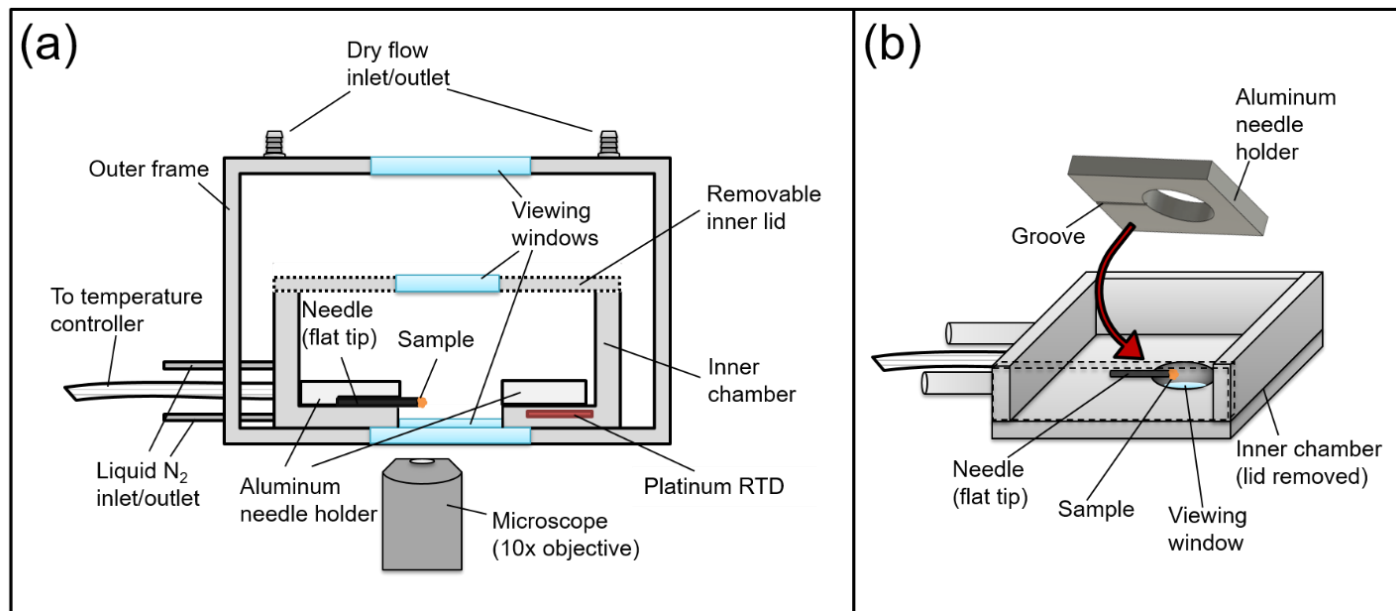 (a)
Dry flow
inlet/outlet
Outer frame
Viewing
windows
Removable
inner lid
To temperature
controller
Needle
(flat tip)
Sample
Inner
chamber
Liquid N₂
inlet/outlet
Aluminum
needle holder
Platinum RTD
Microscope
(10x objective)
(b)
Aluminum
needle
holder
Groove
Needle
(flat tip)
Sample
Viewing
window
Inner chamber
(lid removed)